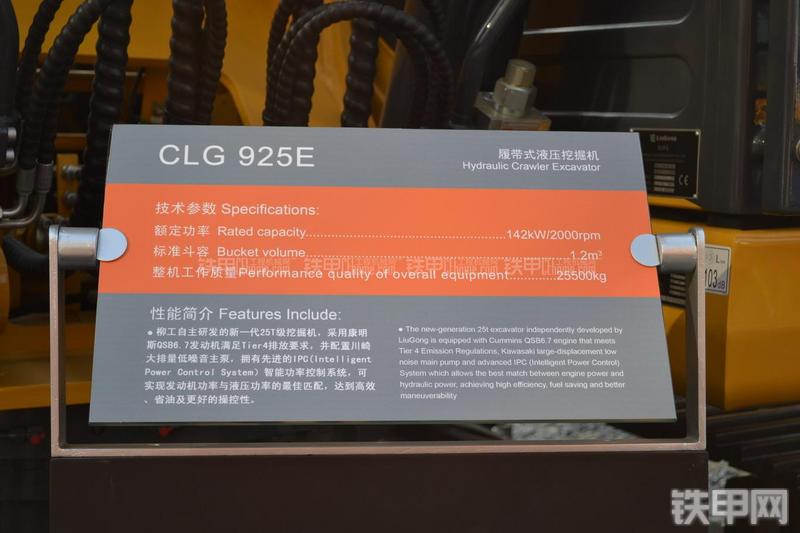 CLG 925E
履带式液压挖掘机
Hydraulic Crawler Excavator
技术参数 Specifications:
额定功率 Rated capacity.....................................................142kW/2000rpm
标准斗容 Bucket volume.....................................................1.2m³
整机工作质量Performance quality of overall equipment...................25500kg
性能简介 Features Include:
● 柳工自主研发的新一代25T级挖掘机，采用康明
斯QSB6.7发动机满足Tier4排放要求，并配置川崎
大排量低噪音主泵，拥有先进的IPC(Intelligent
Power Control System）智能功率控制系统，可
实现发动机功率与液压功率的最佳匹配，达到高效
、省油及更好的操控性。
● The new-generation 25t excavator independently developed by
LiuGong is equipped with Cummins QSB6.7 engine that meets
Tier 4 Emission Regulations, Kawasaki large-displacement low
noise main pump and advanced IPC (Intelligent Power Control)
System which allows the best match between engine power and
hydraulic power, achieving high efficiency, fuel saving and better
maneuverability
LiuGong
CE
103
dB
铁甲网